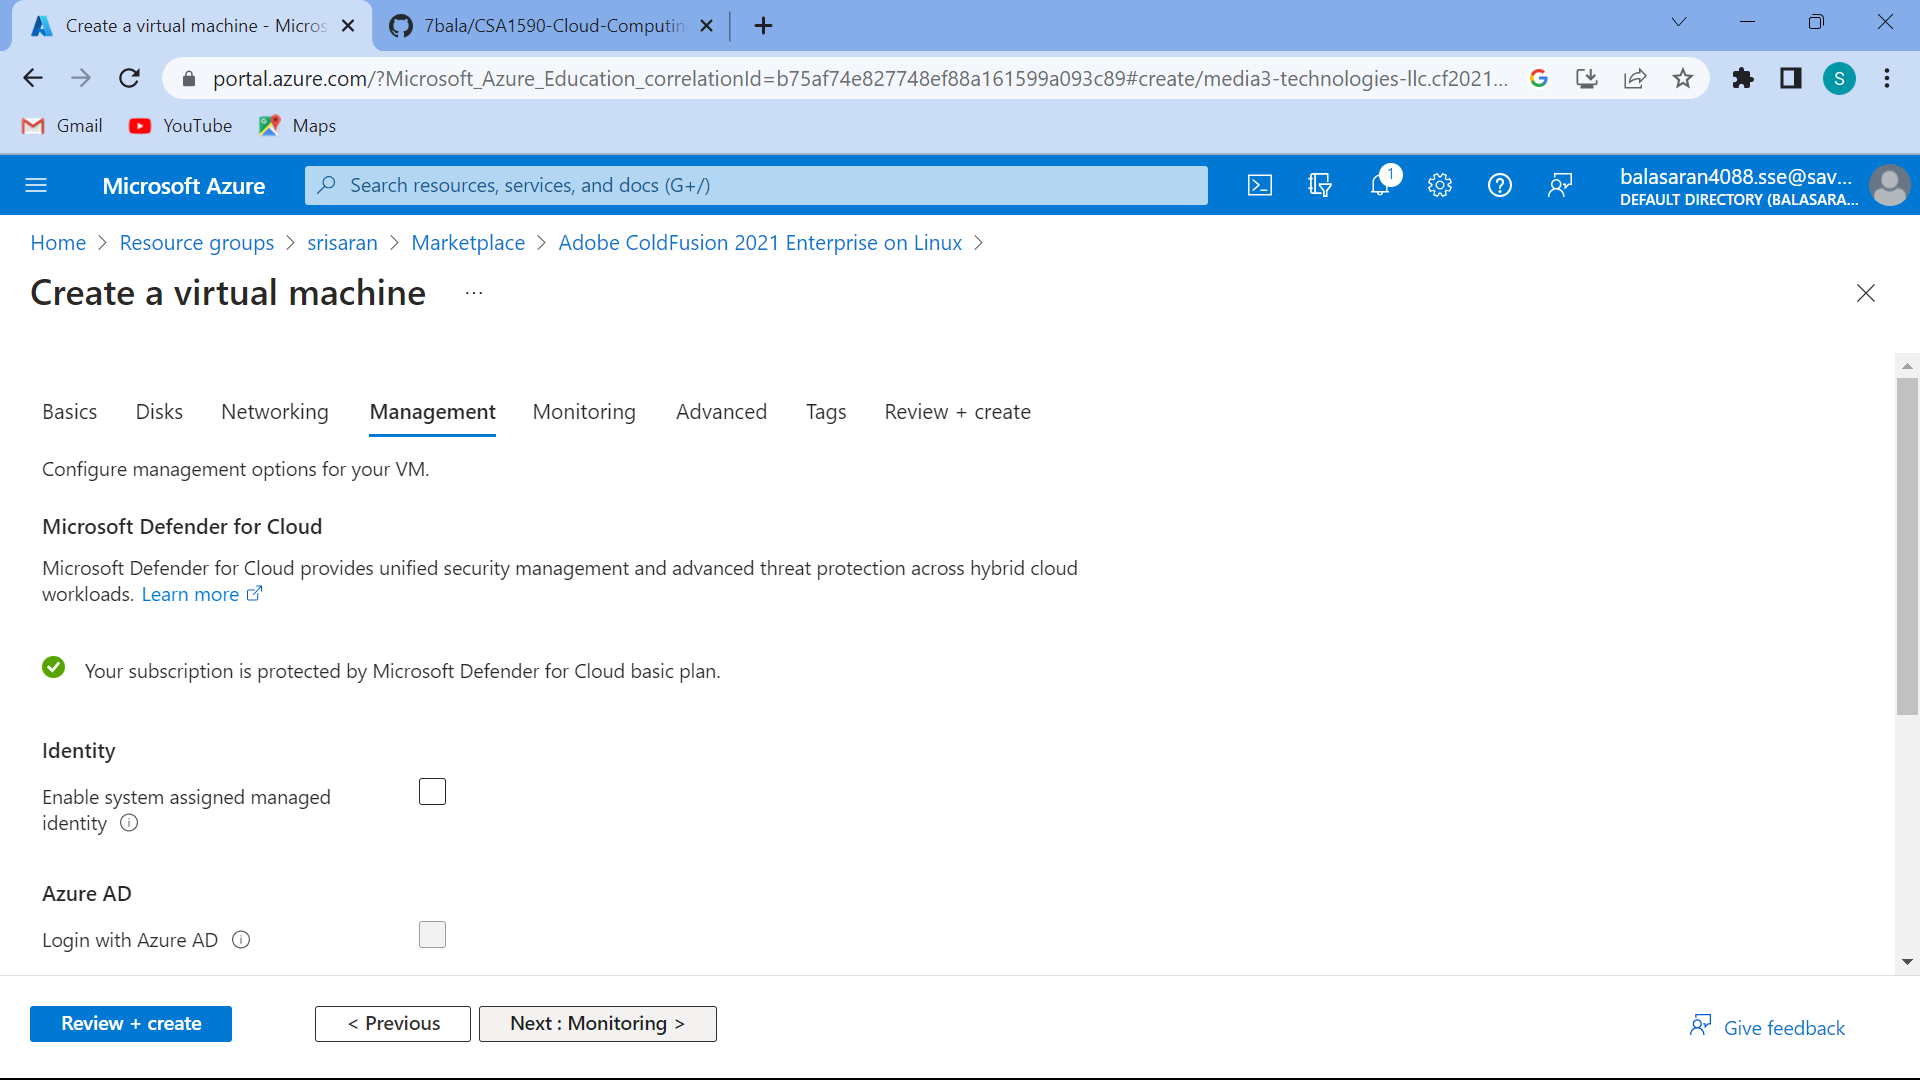 Create a virtual machine - Micros
7bala/CSA1590-Cloud-Computin
portal.azure.com/?Microsoft_Azure_Education_correlationId=b75af74e827748ef88a161599a093c89#create/media3-technologies-llc.cf2021...
S
Gmail
YouTube
Maps
Microsoft Azure
Search resources, services, and docs (G+/)
1
balasaran4088.sse@sav...
DEFAULT DIRECTORY (BALASARA...
Home > Resource groups > srisaran > Marketplace > Adobe ColdFusion 2021 Enterprise on Linux >
Create a virtual machine ...
Basics Disks Networking Management Monitoring Advanced Tags Review + create
Configure management options for your VM.
Microsoft Defender for Cloud
Microsoft Defender for Cloud provides unified security management and advanced threat protection across hybrid cloud
workloads. Learn more
Your subscription is protected by Microsoft Defender for Cloud basic plan.
Identity
Enable system assigned managed
identity
Azure AD
Login with Azure AD
Review + create
< Previous
Next : Monitoring >
Give feedback